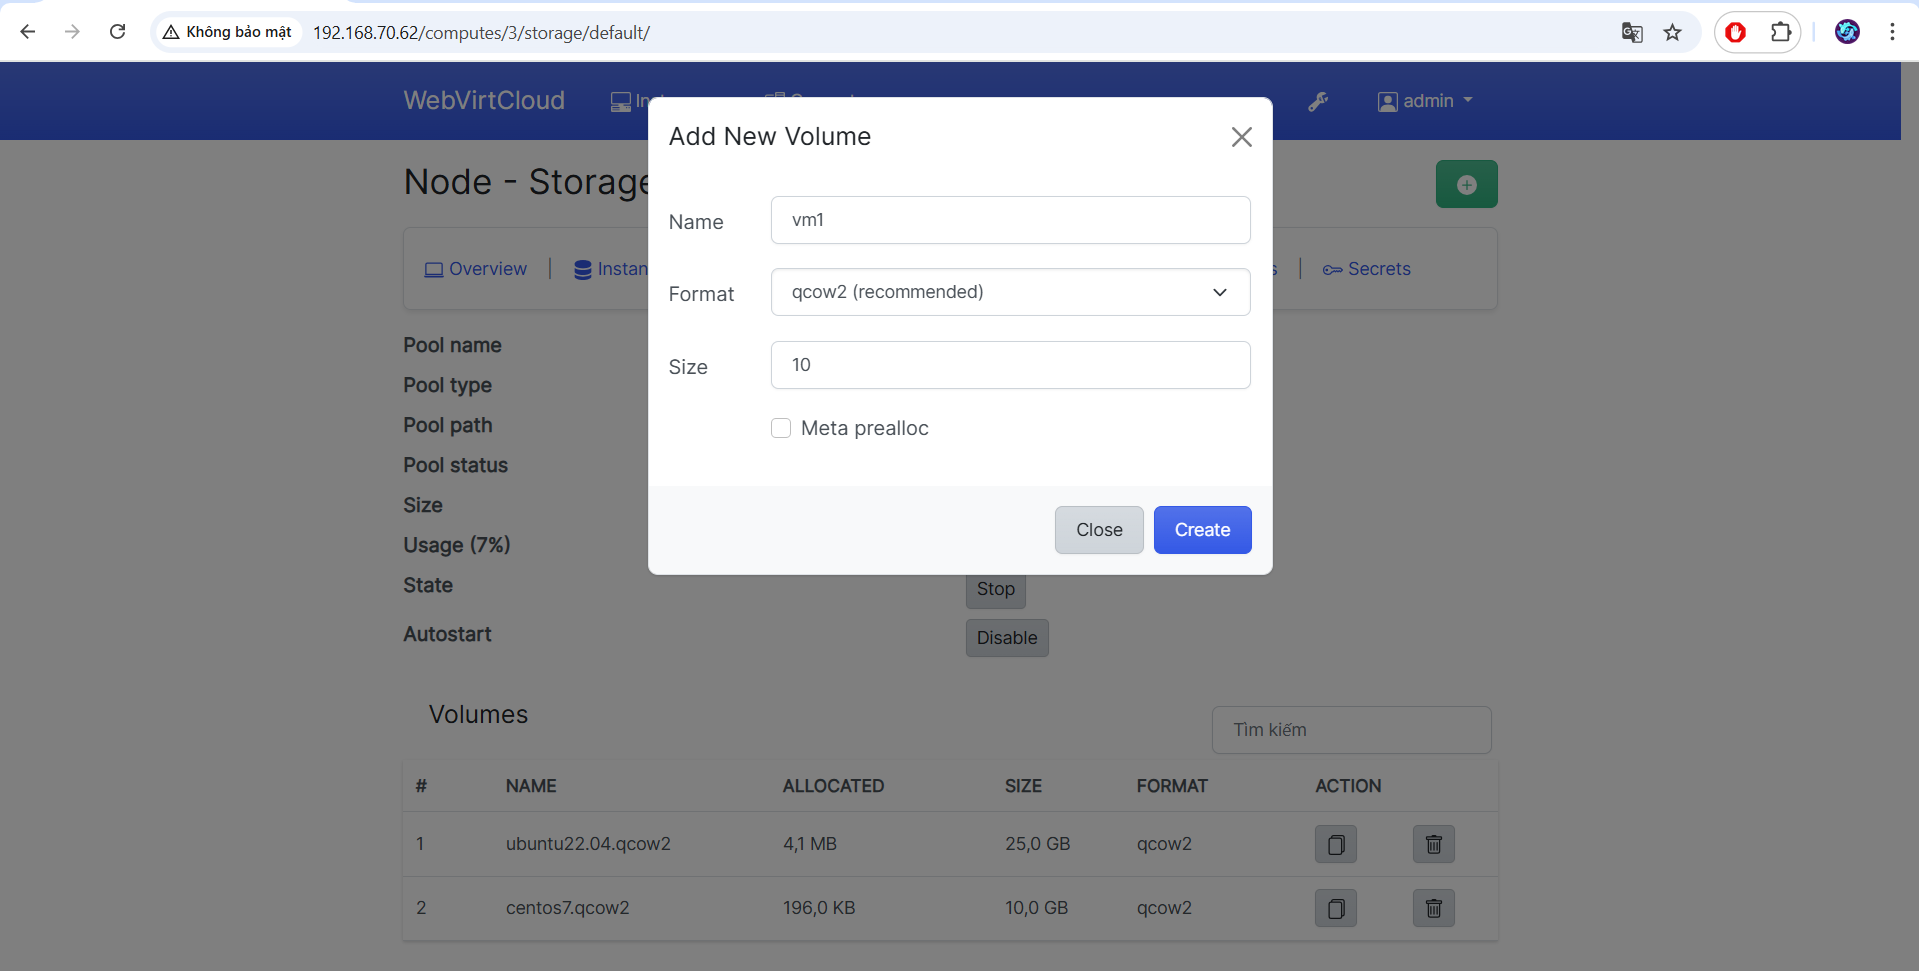 Không bảo mật 192.168.70.62/computes/3/storage/default/
WebVirtCloud admin
Add New Volume
Node - Storage
Name vm1
Overview | Instan | s | Secrets
Format qcow2 (recommended)
Pool name
Size 10
Pool type
Pool path
Meta prealloc
Pool status
Size
Close Create
Usage (7%)
State Stop
Autostart Disable
Volumes
Tìm kiếm
# NAME ALLOCATED SIZE FORMAT ACTION
1 ubuntu22.04.qcow2 4,1 MB 25,0 GB qcow2
2 centos7.qcow2 196,0 KB 10,0 GB qcow2